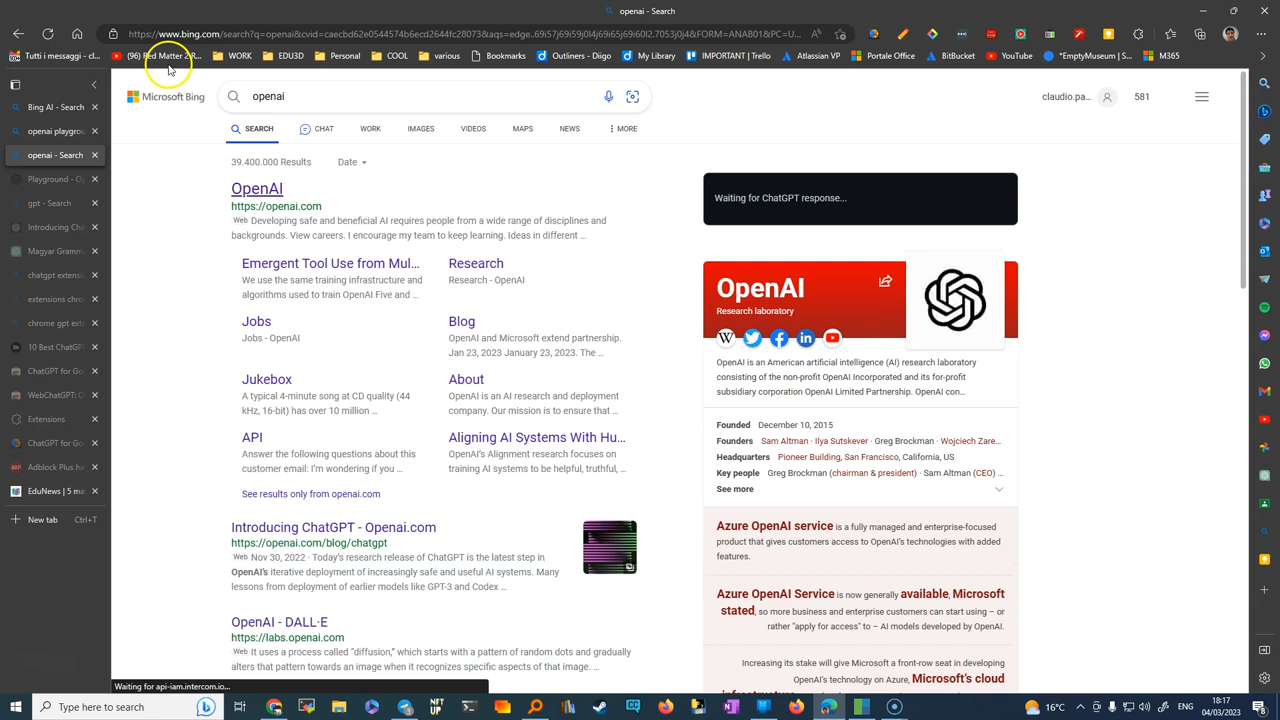 openai - Search
https://www.bing.com/search?q=openai&cvid=caecbd62e0544574b6ecd2644fc28073&aqs=edge..69i57j69i59j0l4j69i65j69i60l2.7053j0j4&FORM=ANAB01&PC=U...
Tutti i messaggi - cl...
(96) Red Matter 2 R...
WORK
Personal
COOL
various
Bookmarks
Outliners - Diigo
My Library
IMPORTANT | Trello
Atlassian VP
Portale Google
BitBucket
YouTube
*EmptyMuseum | S...
M365
Bing AI - Search
openai playgrou
openai - Search
Playground - Op
gpt - Search
Introducing Cha
Magyar Gramma
chatgpt extensio
extensions chro
chrome gpt ext
10 Best ChatGPT
ChatGPT for Goo
WebChatGPT: C
Extensions
ChatGPT for Goo
Adblock Plus ha
EduNews | 5 ma
New tab Ctrl+T
Microsoft Bing
openai
claudio.pa...
581
SEARCH
CHAT
WORK
IMAGES
VIDEOS
MAPS
NEWS
MORE
39.400.000 Results
Date
OpenAI
https://openai.com
Web Developing safe and beneficial AI requires people from a wide range of disciplines and
backgrounds. View careers. I encourage my team to keep learning. Ideas in different …
Emergent Tool Use from Mul…
We use the same training infrastructure and
algorithms used to train OpenAI Five and …
Research
Research - OpenAI
Jobs
Jobs - OpenAI
Blog
OpenAI and Microsoft extend partnership.
Jan 23, 2023 January 23, 2023. The …
Jukebox
A typical 4-minute song at CD quality (44
kHz, 16-bit) has over 10 million …
About
OpenAI is an AI research and deployment
company. Our mission is to ensure that …
API
Answer the following questions about this
customer email: I’m wondering if you …
Aligning AI Systems With Hu…
OpenAI’s Alignment research focuses on
training AI systems to be helpful, truthful, …
See results only from openai.com
Introducing ChatGPT - Openai.com
https://openai.com/blog/chatgpt
Web Nov 30, 2022 · Today’s research release of ChatGPT is the latest step in
OpenAI’s iterative deployment of increasingly safe and useful AI systems. Many
lessons from deployment of earlier models like GPT-3 and Codex …
OpenAI - DALL·E
https://labs.openai.com
Web It uses a process called “diffusion,” which starts with a pattern of random dots and gradually
alters that pattern towards an image when it recognizes specific aspects of that image. …
Waiting for ChatGPT response...
OpenAI
Research laboratory
OpenAI is an American artificial intelligence (AI) research laboratory
consisting of the non-profit OpenAI Incorporated and its for-profit
subsidiary corporation OpenAI Limited Partnership. OpenAI con…
Founded December 10, 2015
Founders Sam Altman · Ilya Sutskever · Greg Brockman · Wojciech Zare…
Headquarters Pioneer Building, San Francisco, California, US
Key people Greg Brockman (chairman & president) · Sam Altman (CEO) …
See more
Azure OpenAI service is a fully managed and enterprise-focused
product that gives customers access to OpenAI’s technologies with added
features.
Azure OpenAI Service is now generally available, Microsoft
stated, so more business and enterprise customers can start using – or
rather "apply for access" to – AI models developed by OpenAI.
Increasing its stake will give Microsoft a front-row seat in developing
OpenAI’s technology on Azure, Microsoft’s cloud
Waiting for api-iam.intercom.io...
Type here to search
16°C
18:17
04/03/2023